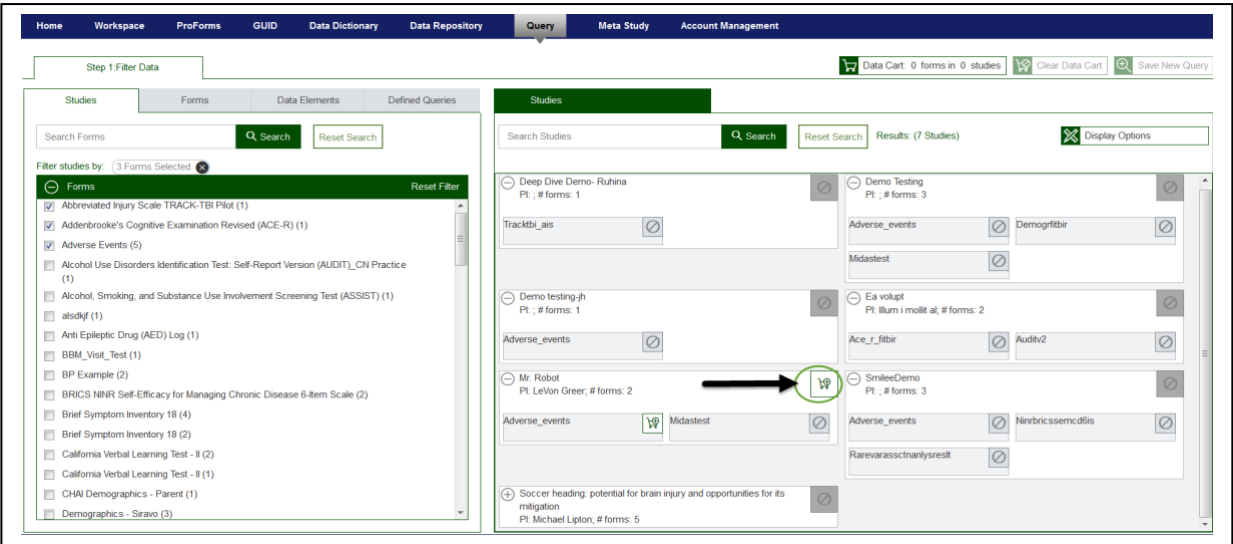 Home Workspace ProForms GUID Data Dictionary Data Repository Query Meta Study Account Management
Step 1:Filter Data
Data Cart: 0 forms in 0 studies
Clear Data Cart
Save New Query
Studies Forms Data Elements Defined Queries
Search Forms
Search
Reset Search
Filter studies by: 3 Forms Selected
Forms
Reset Filter
Abbreviated Injury Scale TRACK-TBI Pilot (1)
Addenbrooke's Cognitive Examination Revised (ACE-R) (1)
Adverse Events (5)
Alcohol Use Disorders Identification Test: Self-Report Version (AUDIT)_CN Practice
(1)
Alcohol, Smoking, and Substance Use Involvement Screening Test (ASSIST) (1)
alsdkjf (1)
Anti Epileptic Drug (AED) Log (1)
BBM_Visit_Test (1)
BP Example (2)
BRICS NINR Self-Efficacy for Managing Chronic Disease 6-Item Scale (2)
Brief Symptom Inventory 18 (4)
Brief Symptom Inventory 18 (2)
California Verbal Learning Test - II (2)
California Verbal Learning Test - II (1)
CHAI Demographics - Parent (1)
Demographics - Siravo (3)
Studies
Search Studies
Search
Reset Search
Results: (7 Studies)
Display Options
Deep Dive Demo- Ruhina
PI: ; # forms: 1
Tracktbi_ais
Demo Testing
PI: ; # forms: 3
Adverse_events
Demogrfitbir
Midastest
Demo testing-jh
PI: ; # forms: 1
Adverse_events
Ea volupt
PI: Illum i mollit al; # forms: 2
Ace_r_fitbir
Auditv2
Mr. Robot
PI: LeVon Greer; # forms: 2
Adverse_events
Midastest
SmileeDemo
PI: ; # forms: 3
Adverse_events
Ninrbricssemcd6is
Rarevarassctnanlysreslt
Soccer heading: potential for brain injury and opportunities for its
mitigation
PI: Michael Lipton; # forms: 5